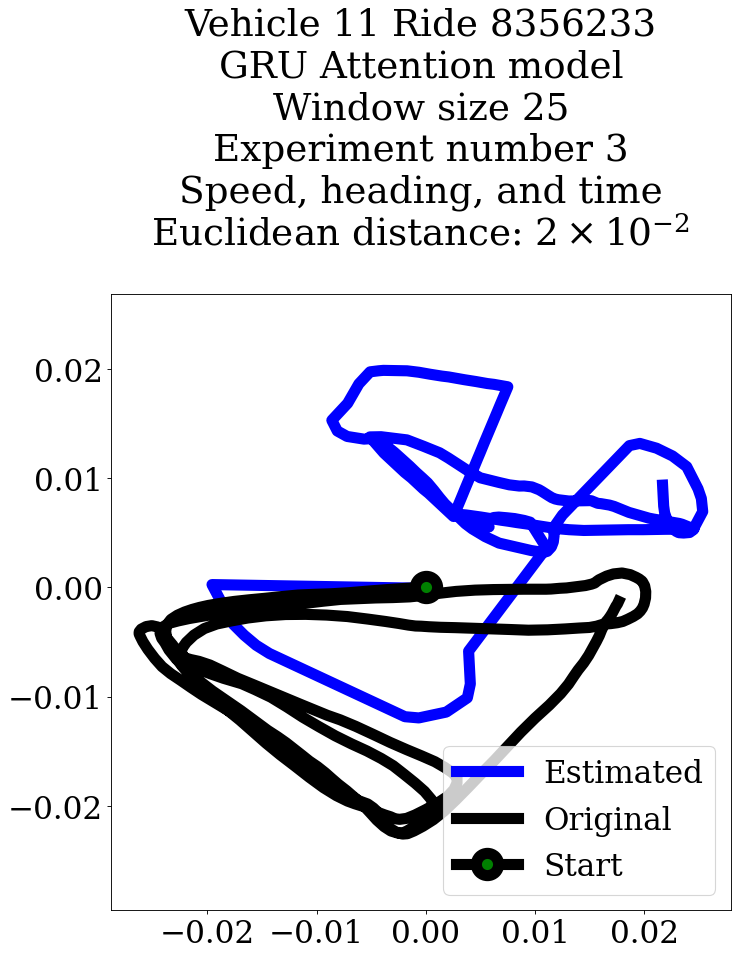 Vehicle 11 Ride 8356233
GRU Attention model
Window size 25
Experiment number 3
Speed, heading, and time
Euclidean distance: 2 × 10⁻²
0.02
0.01
0.00
−0.01
−0.02
Estimated
Original
Start
−0.02 −0.01 0.00 0.01 0.02